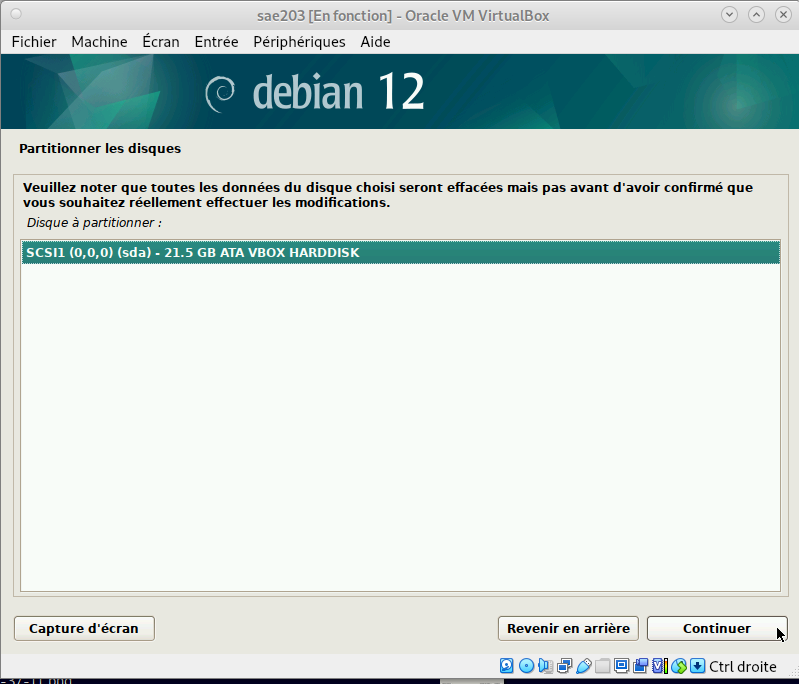 sae203 [En fonction] - Oracle VM VirtualBox
Fichier Machine Écran Entrée Périphériques Aide
debian 12
Partitionner les disques
Veuillez noter que toutes les données du disque choisi seront effacées mais pas avant d'avoir confirmé que
vous souhaitez réellement effectuer les modifications.
Disque à partitionner :
SCSI1 (0,0,0) (sda) - 21.5 GB ATA VBOX HARDDISK
Capture d'écran Revenir en arrière Continuer
Ctrl droite